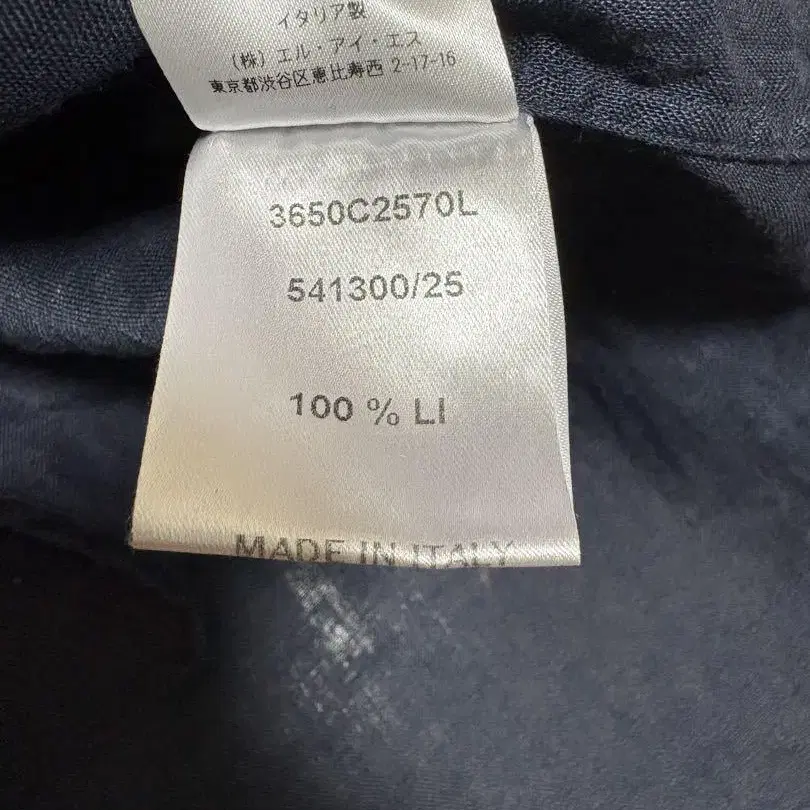 イタリア製
(株)エル・アイ・エス
東京都渋谷区恵比寿西 2-17-16
3650C2570L
541300/25
100 % LI
MADE IN ITALY